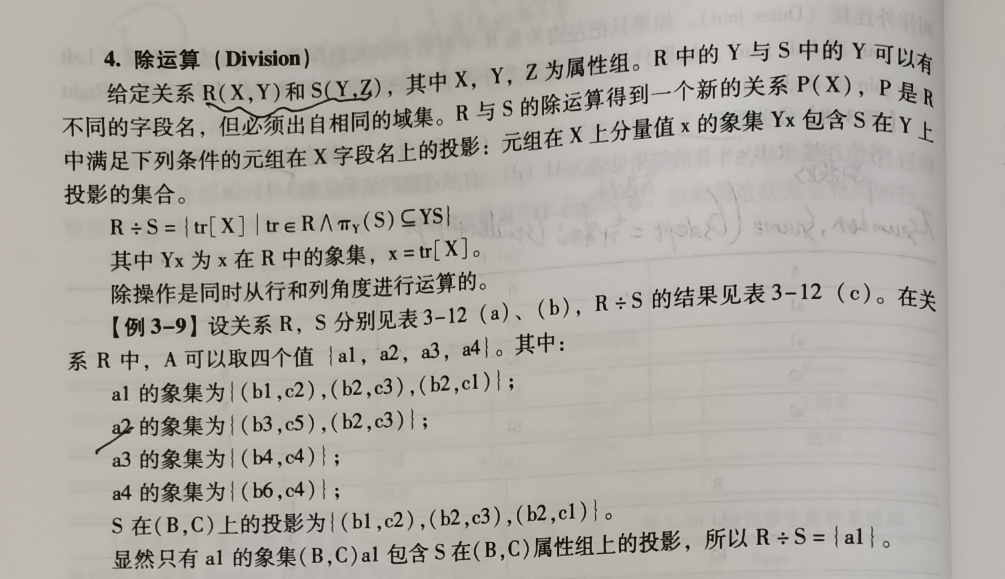 4. 除运算（Division）
给定关系 R(X,Y)和 S(Y,Z)，其中 X，Y，Z 为属性组。R 中的 Y 与 S 中的 Y 可以有
不同的字段名，但必须出自相同的域集。R 与 S 的除运算得到一个新的关系 P(X)，P 是 R
中满足下列条件的元组在 X 字段名上的投影：元组在 X 上分量值 x 的象集 Yx 包含 S 在 Y 上
投影的集合。
R÷S={tr[X]|tr∈R∧πY(S)⊆YS}
其中 Yx 为 x 在 R 中的象集，x=tr[X]。
除操作是同时从行和列角度进行运算的。
【例 3-9】设关系 R，S 分别见表 3-12（a）、（b），R÷S 的结果见表 3-12（c）。在关
系 R 中，A 可以取四个值 {a1，a2，a3，a4}。其中：
a1 的象集为{(b1,c2),(b2,c3),(b2,c1)}；
a2 的象集为{(b3,c5),(b2,c3)}；
a3 的象集为{(b4,c4)}；
a4 的象集为{(b6,c4)}；
S 在(B,C)上的投影为{(b1,c2),(b2,c3),(b2,c1)}。
显然只有 a1 的象集(B,C)a1 包含 S 在(B,C)属性组上的投影，所以 R÷S={a1}。